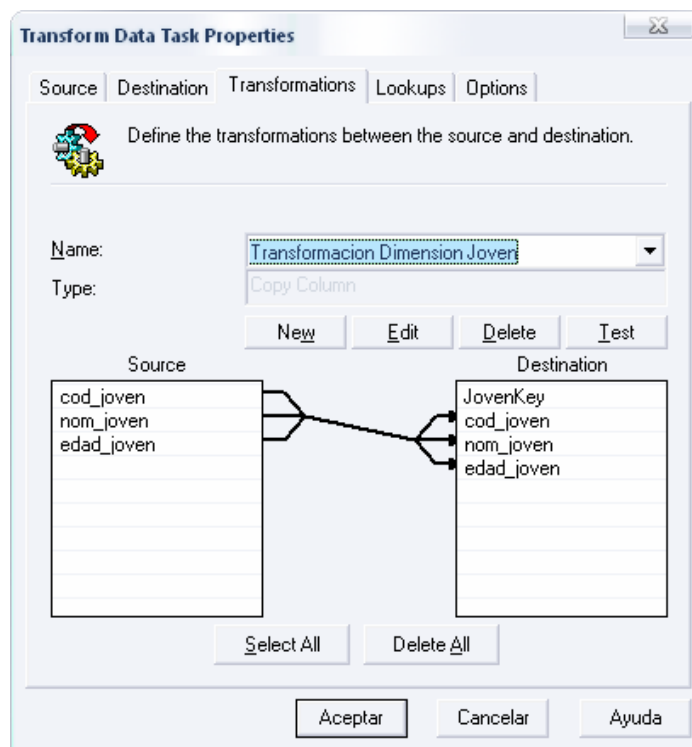 Transform Data Task Properties
Source Destination Transformations Lookups Options
Define the transformations between the source and destination.
Name: Transformacion Dimension Joven
Type: Copy Column
New Edit Delete Test
Source Destination
cod_joven JovenKey
nom_joven cod_joven
edad_joven nom_joven
edad_joven
Select All Delete All
Aceptar Cancelar Ayuda